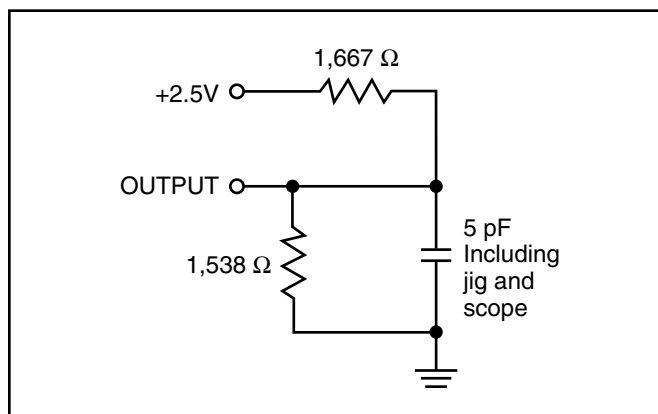 1,667 Ω
+2.5V
OUTPUT
1,538 Ω
5 pF
Including
jig and
scope